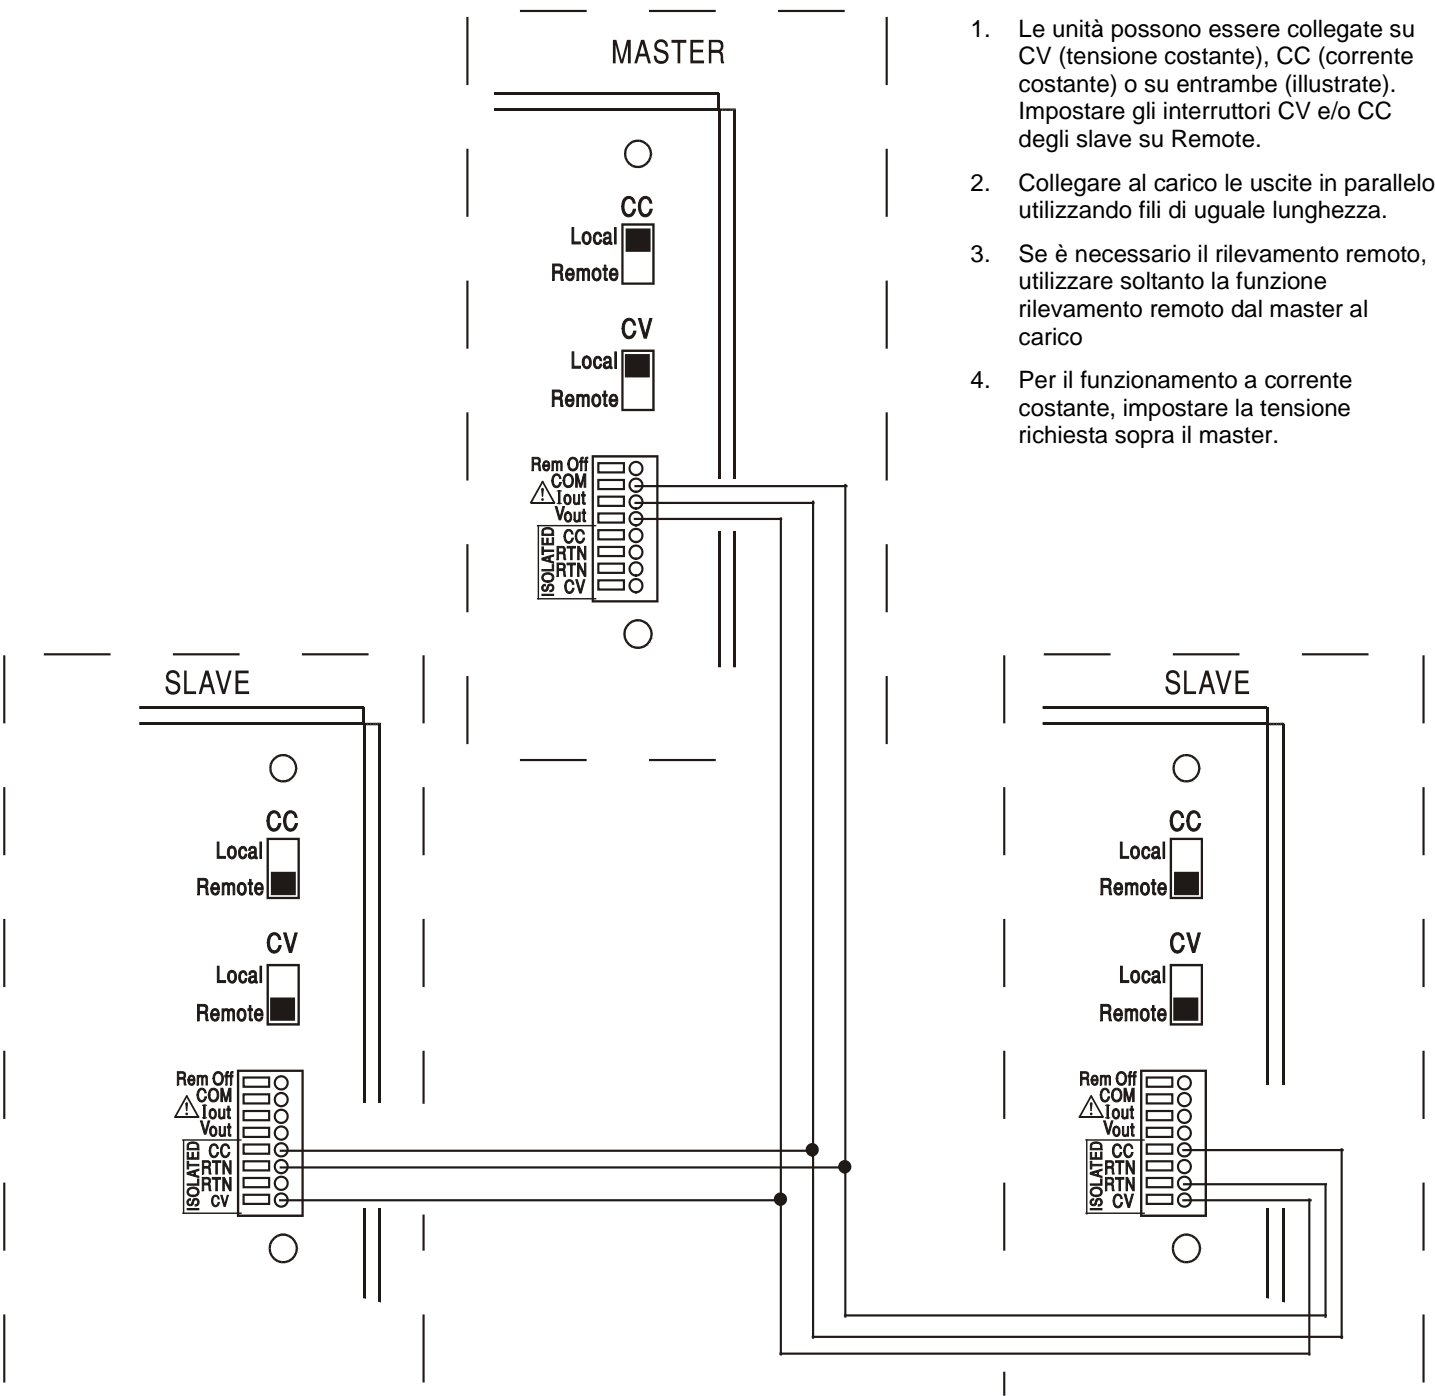 MASTER
CC
Local
Remote
CV
Local
Remote
Rem Off
COM
Iout
Vout
ISOLATED
CC
RTN
RTN
CV
1. Le unità possono essere collegate su
CV (tensione costante), CC (corrente
costante) o su entrambe (illustrate).
Impostare gli interruttori CV e/o CC
degli slave su Remote.
2. Collegare al carico le uscite in parallelo
utilizzando fili di uguale lunghezza.
3. Se è necessario il rilevamento remoto,
utilizzare soltanto la funzione
rilevamento remoto dal master al
carico
4. Per il funzionamento a corrente
costante, impostare la tensione
richiesta sopra il master.
SLAVE
CC
Local
Remote
CV
Local
Remote
Rem Off
COM
Iout
Vout
ISOLATED
CC
RTN
RTN
CV
SLAVE
CC
Local
Remote
CV
Local
Remote
Rem Off
COM
Iout
Vout
ISOLATED
CC
RTN
RTN
CV